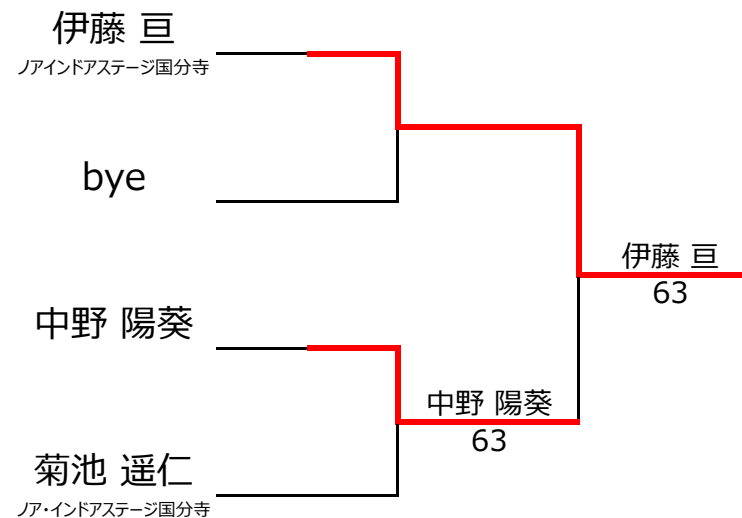 伊藤 亘
ノアインドアステージ国分寺
bye
伊藤 亘
63
中野 陽葵
中野 陽葵
63
菊池 遥仁
ノア・インドアステージ国分寺